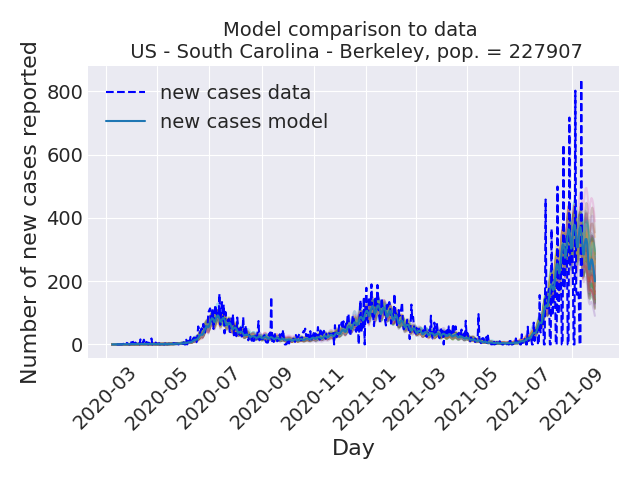 Model comparison to data
US - South Carolina - Berkeley, pop. = 227907
Number of new cases reported
800
600
400
200
0
new cases data
new cases model
2020-03
2020-05
2020-07
2020-09
2020-11
2021-01
2021-03
2021-05
2021-07
2021-09
Day